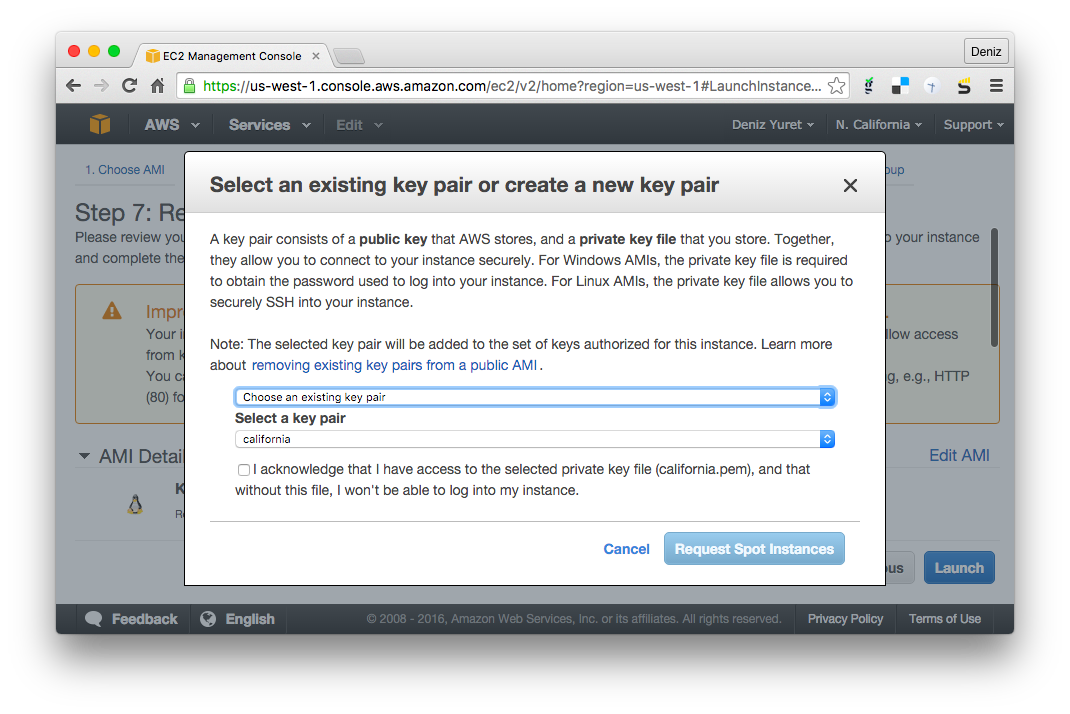 EC2 Management Console
Deniz
https://us-west-1.console.aws.amazon.com/ec2/v2/home?region=us-west-1#LaunchInstance...
AWS Services Edit Deniz Yuret N. California Support
1. Choose AMI
Select an existing key pair or create a new key pair
Step 7:
Please review
and complete the
your instance
A key pair consists of a public key that AWS stores, and a private key file that you store. Together,
they allow you to connect to your instance securely. For Windows AMIs, the private key file is required
to obtain the password used to log into your instance. For Linux AMIs, the private key file allows you to
securely SSH into your instance.
Note: The selected key pair will be added to the set of keys authorized for this instance. Learn more
about removing existing key pairs from a public AMI.
Your
access
from
You
e.g., HTTP
(80)
Choose an existing key pair
Select a key pair
california
I acknowledge that I have access to the selected private key file (california.pem), and that
without this file, I won't be able to log into my instance.
AMI
Edit AMI
Cancel Request Spot Instances
Launch
Feedback English © 2008 - 2016, Amazon Web Services, Inc. or its affiliates. All rights reserved. Privacy Policy Terms of Use